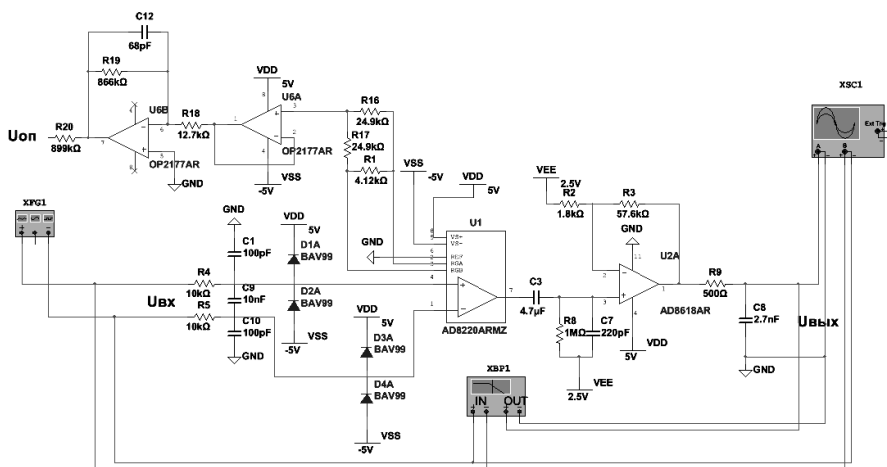 C12
68pF
R19
866kΩ
U6B
R18
12.7kΩ
VDD
5V
U6A
OP2177AR
VSS
-5V
R16
24.9kΩ
R17
24.9kΩ
R1
4.12kΩ
Uоп
R20
899kΩ
OP2177AR
GND
XSC1
Ext Trig
A
B
XFG1
GND
C1
100pF
R4
10kΩ
Uвх
C9
10nF
R5
10kΩ
C10
100pF
GND
VDD
5V
D1A
BAV99
D2A
BAV99
VSS
-5V
VDD
5V
D3A
BAV99
D4A
BAV99
VSS
-5V
VSS
-5V
VDD
5V
U1
GND
VS+
VS-
REF
RGA
RGB
AD8220ARMZ
C3
4.7µF
VEE
2.5V
R2
1.8kΩ
R3
57.6kΩ
GND
U2A
AD8618AR
R8
1MΩ
C7
220pF
VDD
5V
VEE
2.5V
R9
500Ω
C8
2.7nF
Uвых
GND
XBP1
IN
OUT